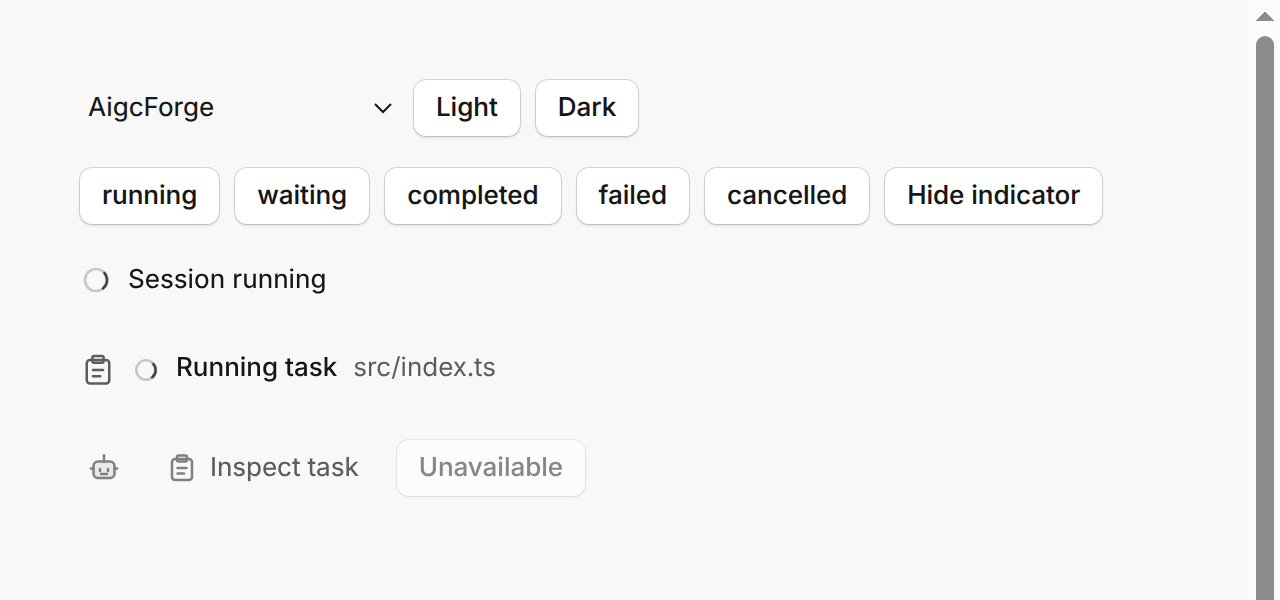 AigcForge Light Dark
running waiting completed failed cancelled Hide indicator
Session running
Running task src/index.ts
Inspect task Unavailable